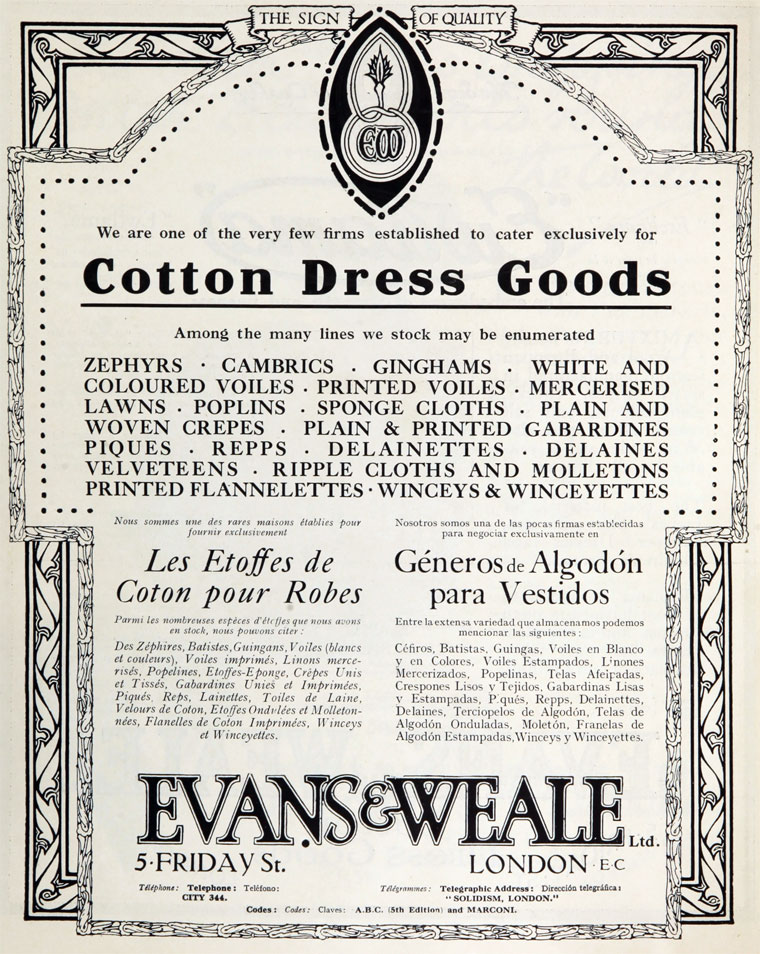 THE SIGN OF QUALITY
EW
We are one of the very few firms established to cater exclusively for
Cotton Dress Goods
Among the many lines we stock may be enumerated
ZEPHYRS · CAMBRICS · GINGHAMS · WHITE AND
COLOURED VOILES · PRINTED VOILES · MERCERISED
LAWNS · POPLINS · SPONGE CLOTHS · PLAIN AND
WOVEN CREPES · PLAIN & PRINTED GABARDINES
PIQUES · REPPS · DELAINETTES · DELAINES
VELVETEENS · RIPPLE CLOTHS AND MOLLETONS
PRINTED FLANNELETTES · WINCEYS & WINCEYETTES
Nous sommes une des rares maisons établies pour
fournir exclusivement
Les Etoffes de
Coton pour Robes
Parmi les nombreuses espèces d'étoffes que nous avons
en stock, nous pouvons citer :
Des Zéphires, Batistes, Guingans, Voiles (blancs
et couleurs), Voiles imprimés, Linons merce-
risés, Popelines, Etoffes-Eponge, Crêpes Unis
et Tissés, Gabardines Unies et Imprimées,
Piqués, Reps, Lainettes, Toiles de Laine,
Velours de Coton, Etoffes Ondulées et Molleton-
nées, Flanelles de Coton Imprimées, Winceys
et Winceyettes.
Nosotros somos una de las pocas firmas establecidas
para negociar exclusivamente en
Géneros de Algodón
para Vestidos
Entre la extensa variedad que almacenamos podemos
mencionar las siguientes :
Céfiros, Batistas, Guingas, Voiles en Blanco
y en Colores, Voiles Estampados, Linones
Mercerizados, Popelinas, Telas Afelpadas,
Crespones Lisos y Tejidos, Gabardinas Lisas
y Estampadas, Piqués, Repps, Delainettes,
Delaines, Terciopelos de Algodón, Telas de
Algodón Onduladas, Moletón, Franelas de
Algodón Estampadas, Winceys y Winceyettes.
EVANS & WEALE Ltd.
5 · FRIDAY St. LONDON · E·C
Téléphone: Telephone: Teléfono:
CITY 344.
Télégrammes: Telegraphic Address: Dirección telegráfica:
"SOLIDISM, LONDON."
Codes: Codes: Claves: A.B.C. (5th Edition) and MARCONI.